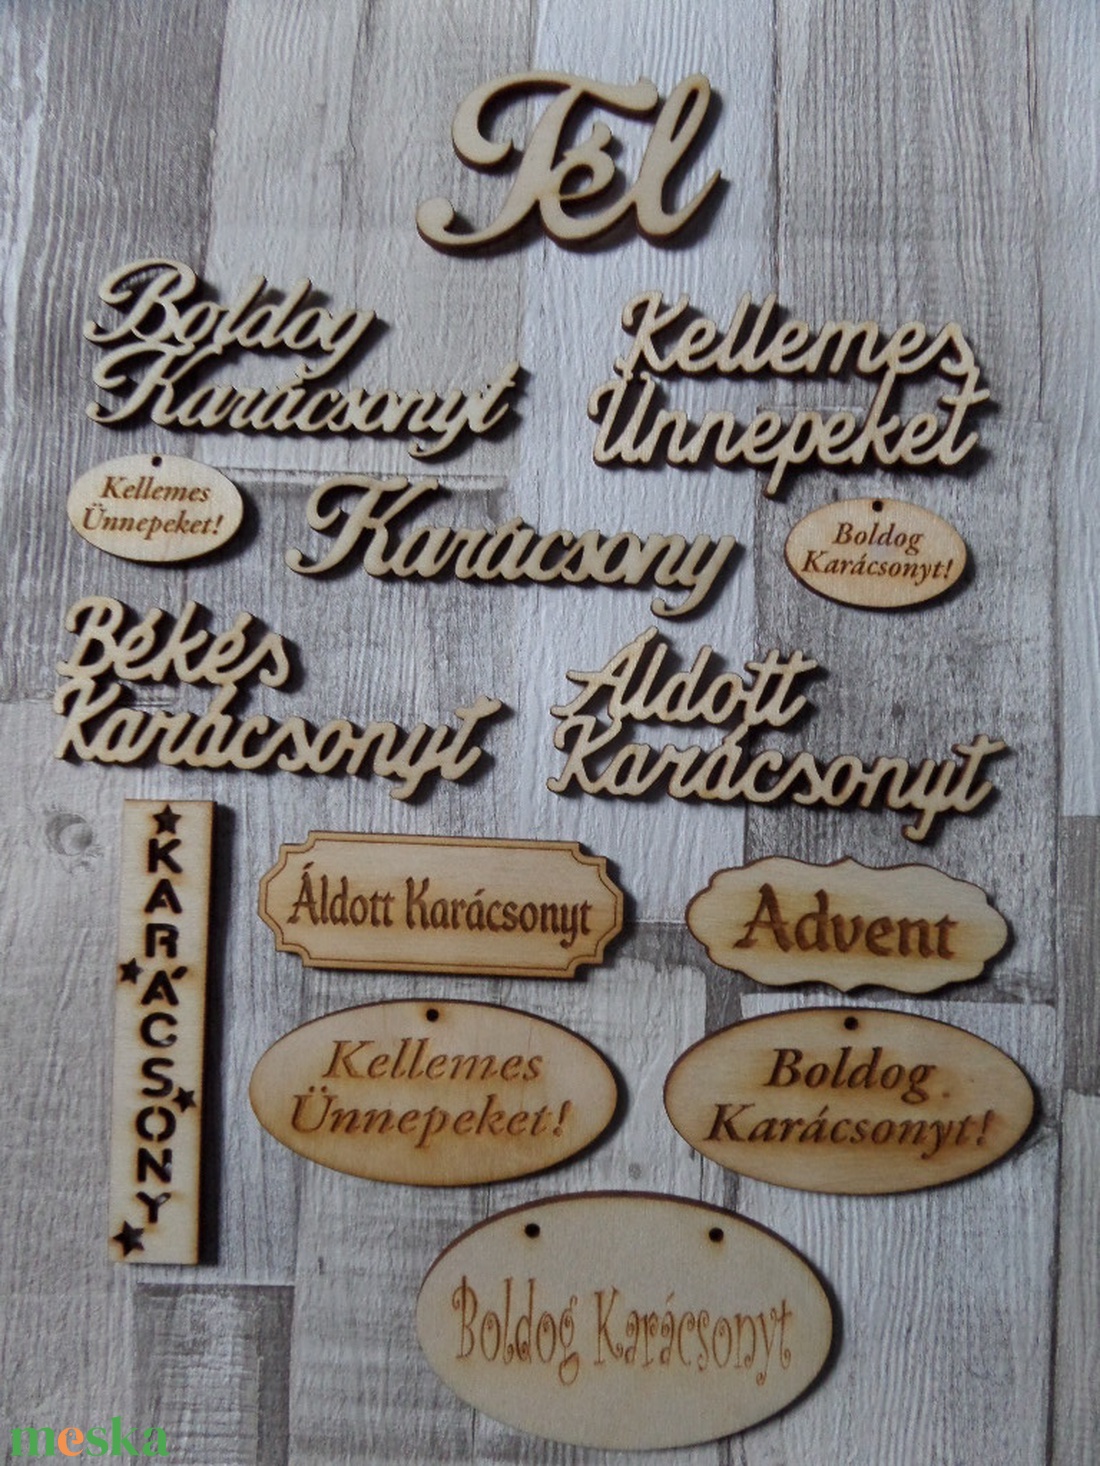 Tél
Boldog
Karácsonyt
Kellemes
Ünnepeket
Kellemes
Ünnepeket!
Karácsony
Boldog
Karácsonyt!
Békés
Karácsonyt
Áldott
Karácsonyt
KARÁCSONY
Áldott Karácsonyt
Advent
Kellemes
Ünnepeket!
Boldog
Karácsonyt!
Boldog Karácsonyt
meska